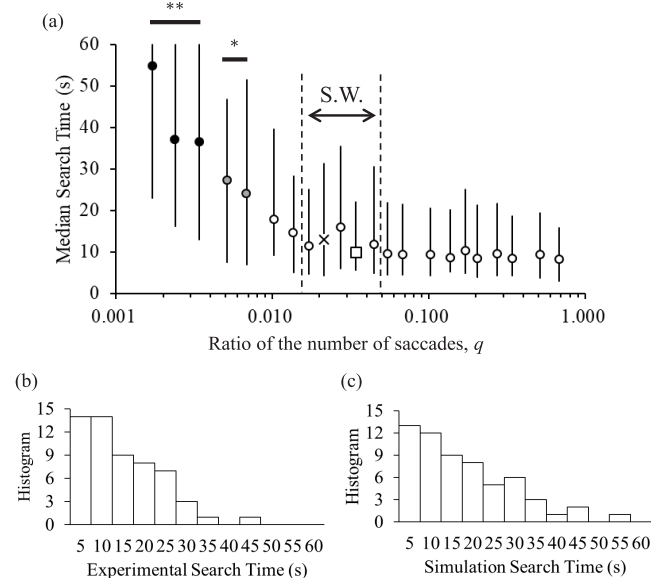 (a)
**
*
S.W.
Median Search Time (s)
60
50
40
30
20
10
0
0.001 0.010 0.100 1.000
Ratio of the number of saccades, q
(b)
Histogram
15
12
9
6
3
0
5 10 15 20 25 30 35 40 45 50 55 60
Experimental Search Time (s)
(c)
Histogram
15
12
9
6
3
0
5 10 15 20 25 30 35 40 45 50 55 60
Simulation Search Time (s)